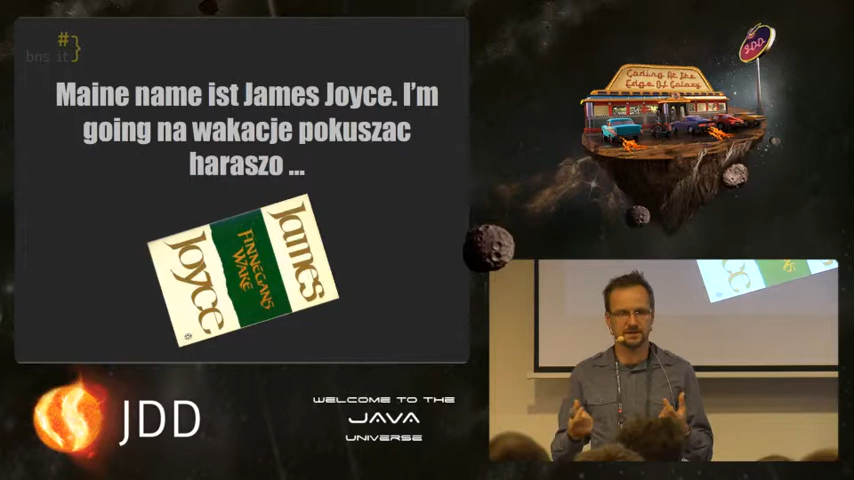 #}
bns it
Maine name ist James Joyce. I'm
going na wakacje pokuszac
haraszo ...
James
FINNEGANS
WAKE
Joyce
Coding At The
Edge Of Galaxy
JDD
JDD
WELCOME TO THE
JAVA
UNIVERSE